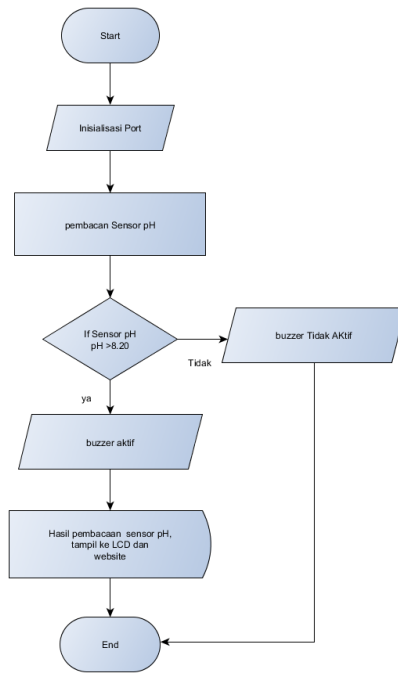 Start
Inisialisasi Port
pembacan Sensor pH
If Sensor pH
pH >8.20
Tidak
buzzer Tidak AKtif
ya
buzzer aktif
Hasil pembacaan sensor pH,
tampil ke LCD dan
website
End